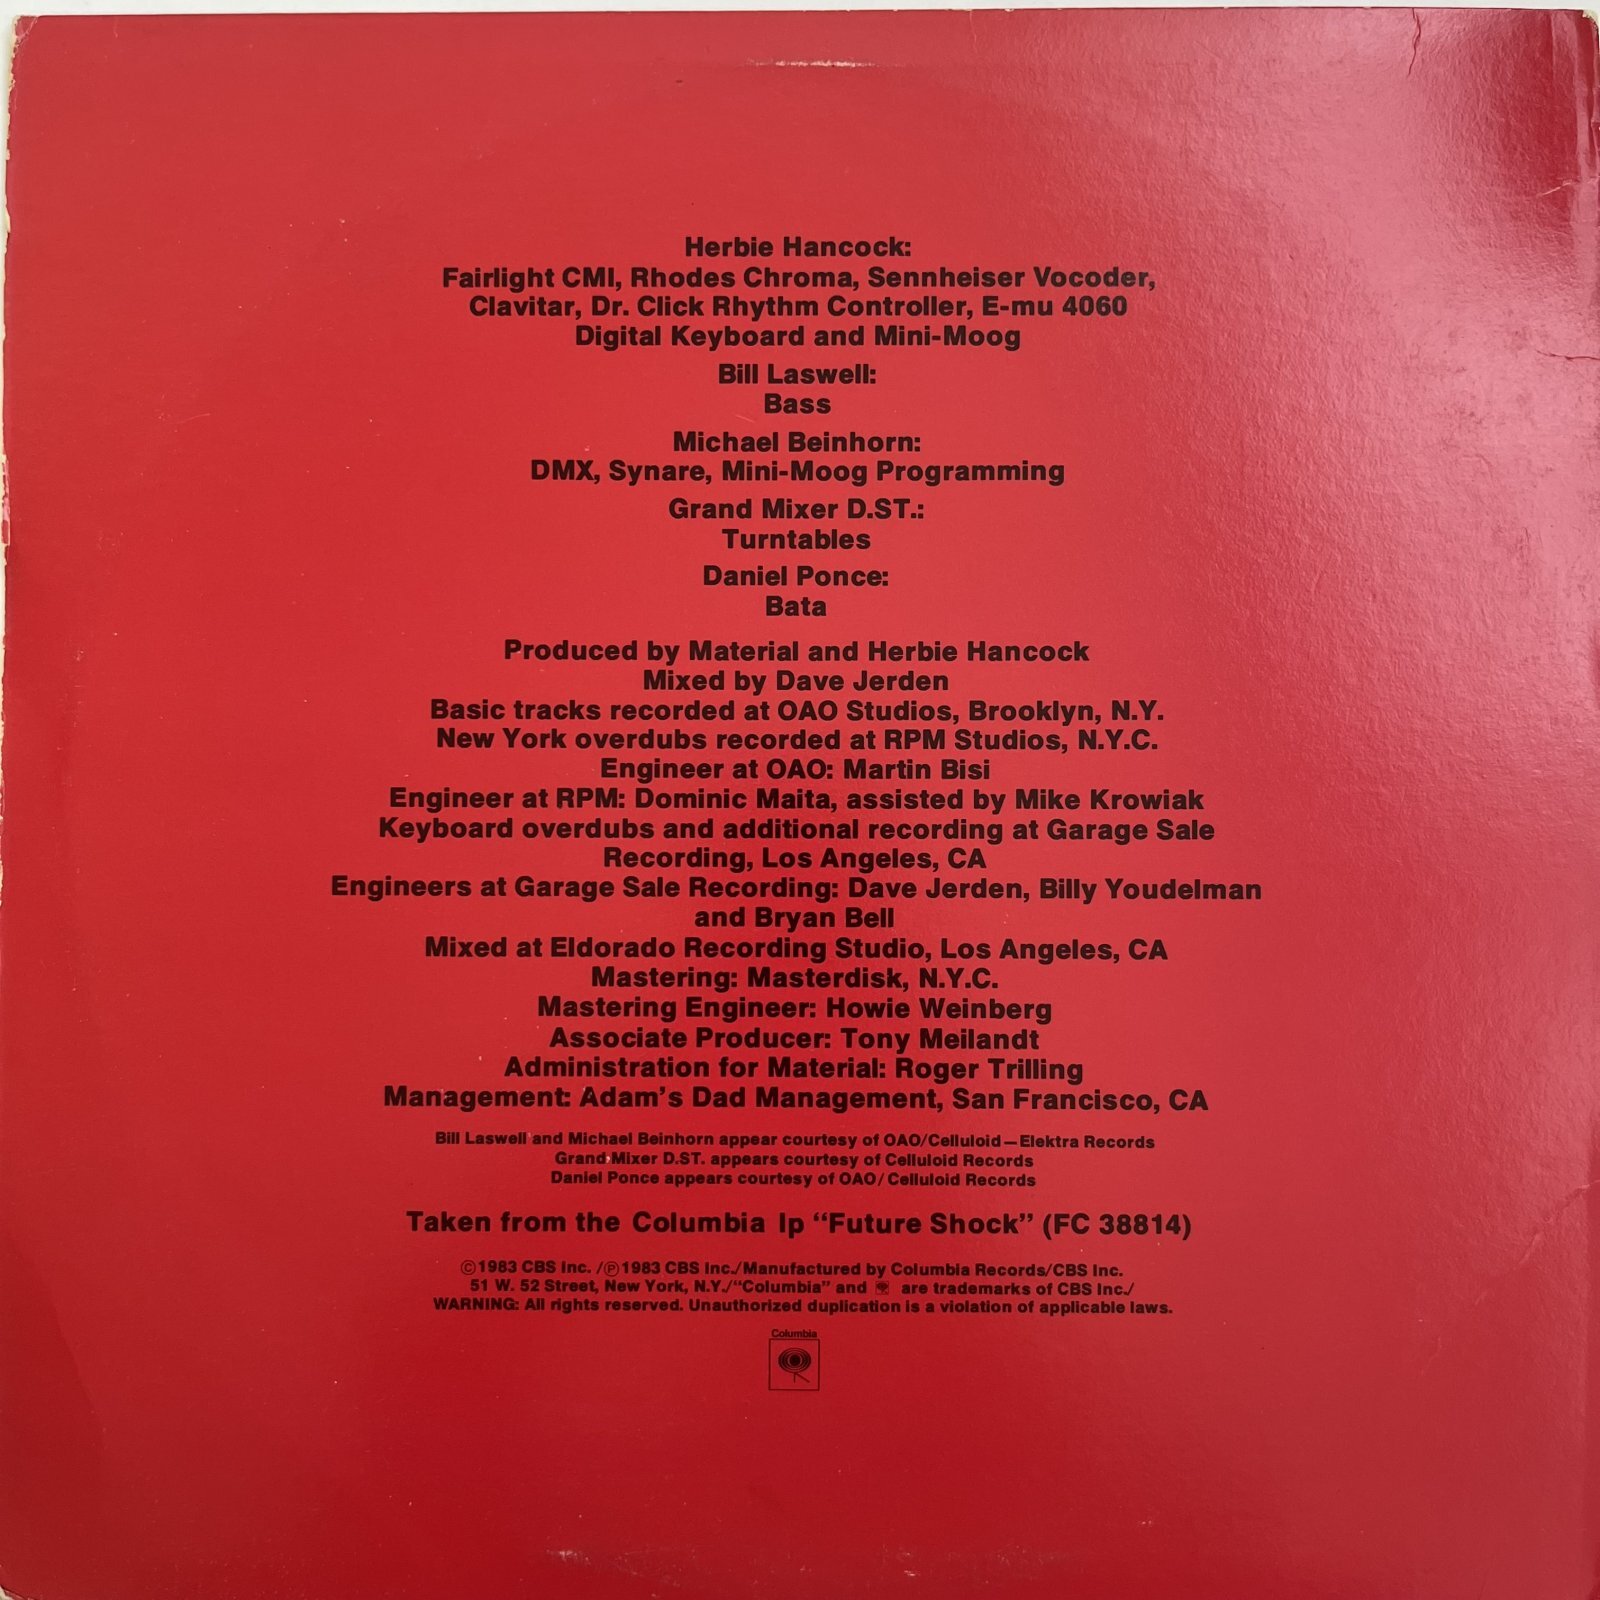 Herbie Hancock:
Fairlight CMI, Rhodes Chroma, Sennheiser Vocoder,
Clavitar, Dr. Click Rhythm Controller, E-mu 4060
Digital Keyboard and Mini-Moog
Bill Laswell:
Bass
Michael Beinhorn:
DMX, Synare, Mini-Moog Programming
Grand Mixer D.ST.:
Turntables
Daniel Ponce:
Bata
Produced by Material and Herbie Hancock
Mixed by Dave Jerden
Basic tracks recorded at OAO Studios, Brooklyn, N.Y.
New York overdubs recorded at RPM Studios, N.Y.C.
Engineer at OAO: Martin Bisi
Engineer at RPM: Dominic Maita, assisted by Mike Krowiak
Keyboard overdubs and additional recording at Garage Sale
Recording, Los Angeles, CA
Engineers at Garage Sale Recording: Dave Jerden, Billy Youdelman
and Bryan Bell
Mixed at Eldorado Recording Studio, Los Angeles, CA
Mastering: Masterdisk, N.Y.C.
Mastering Engineer: Howie Weinberg
Associate Producer: Tony Meilandt
Administration for Material: Roger Trilling
Management: Adam's Dad Management, San Francisco, CA
Bill Laswell and Michael Beinhorn appear courtesy of OAO/Celluloid—Elektra Records
Grand Mixer D.ST. appears courtesy of Celluloid Records
Daniel Ponce appears courtesy of OAO/Celluloid Records
Taken from the Columbia lp “Future Shock” (FC 38814)
©1983 CBS Inc. /℗1983 CBS Inc./Manufactured by Columbia Records/CBS Inc.
51 W. 52 Street, New York, N.Y./“Columbia” and are trademarks of CBS Inc./
WARNING: All rights reserved. Unauthorized duplication is a violation of applicable laws.
Columbia